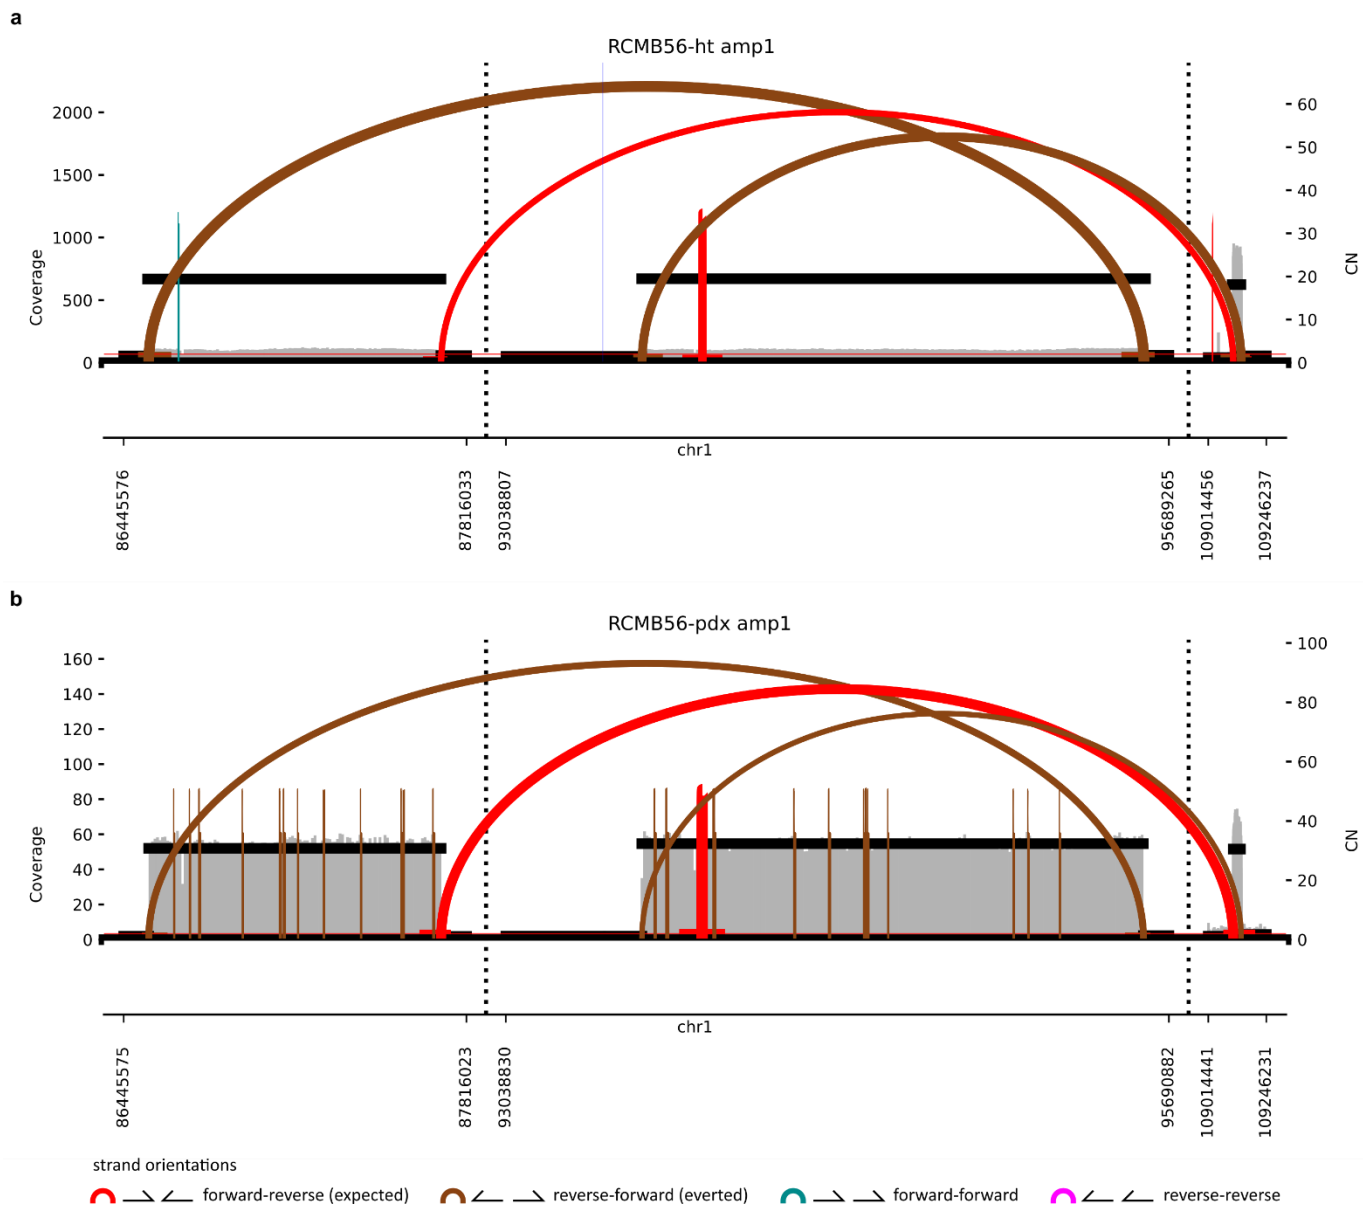 a
RCMB56-ht amp1
Coverage
2000
1500
1000
500
0
CN
60
50
40
30
20
10
0
chr1
86445576
87816033
93038807
95689265
109014456
109246237
b
RCMB56-pdx amp1
Coverage
160
140
120
100
80
60
40
20
0
CN
100
80
60
40
20
0
chr1
86445575
87816023
93038830
95690882
109014441
109246231
strand orientations
forward-reverse (expected)
reverse-forward (everted)
forward-forward
reverse-reverse